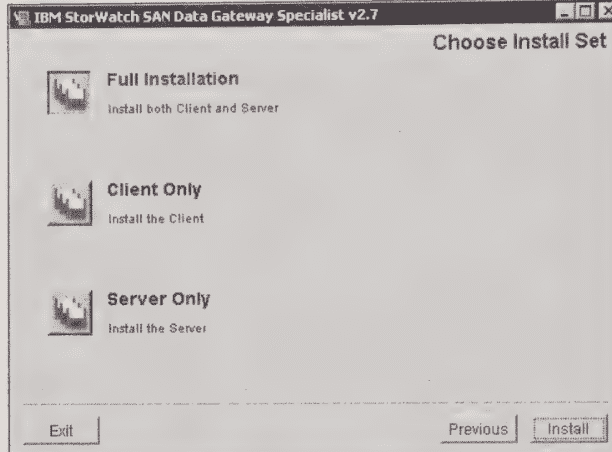 IBM StorWatch SAN Data Gateway Specialist v2.7
Choose Install Set
Full Installation
Install both Client and Server
Client Only
Install the Client
Server Only
Install the Server
Exit
Previous
Install